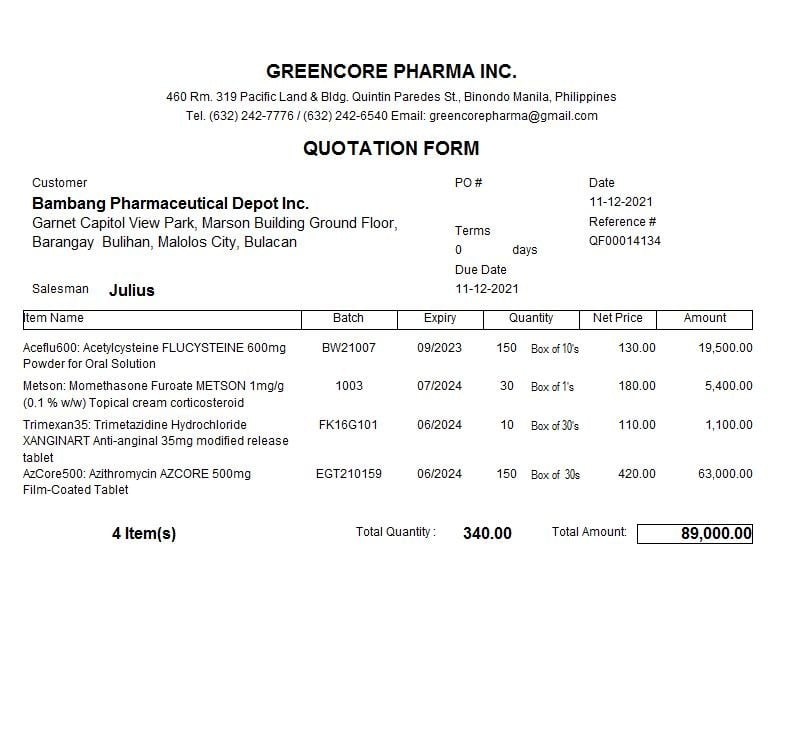 GREENCORE PHARMA INC.
460 Rm. 319 Pacific Land & Bldg. Quintin Paredes St., Binondo Manila, Philippines
Tel. (632) 242-7776 / (632) 242-6540 Email: greencorepharma@gmail.com
QUOTATION FORM
Customer PO # Date
Bambang Pharmaceutical Depot Inc. 11-12-2021
Garnet Capitol View Park, Marson Building Ground Floor, Reference #
Barangay Bulihan, Malolos City, Bulacan Terms QF00014134
0 days
Due Date
Salesman Julius 11-12-2021
Item Name Batch Expiry Quantity Net Price Amount
Aceflu600: Acetylcysteine FLUCYSTEINE 600mg BW21007 09/2023 150 Box of 10's 130.00 19,500.00
Powder for Oral Solution
Metson: Momethasone Furoate METSON 1mg/g 1003 07/2024 30 Box of 1's 180.00 5,400.00
(0.1 % w/w) Topical cream corticosteroid
Trimexan35: Trimetazidine Hydrochloride FK16G101 06/2024 10 Box of 30's 110.00 1,100.00
XANGINART Anti-anginal 35mg modified release
tablet
AzCore500: Azithromycin AZCORE 500mg EGT210159 06/2024 150 Box of 30s 420.00 63,000.00
Film-Coated Tablet
4 Item(s) Total Quantity : 340.00 Total Amount: 89,000.00